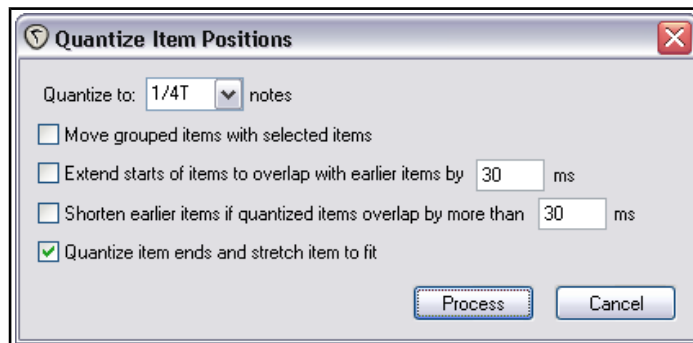 Quantize Item Positions
Quantize to: 1/4T notes
Move grouped items with selected items
Extend starts of items to overlap with earlier items by 30 ms
Shorten earlier items if quantized items overlap by more than 30 ms
Quantize item ends and stretch item to fit
Process Cancel